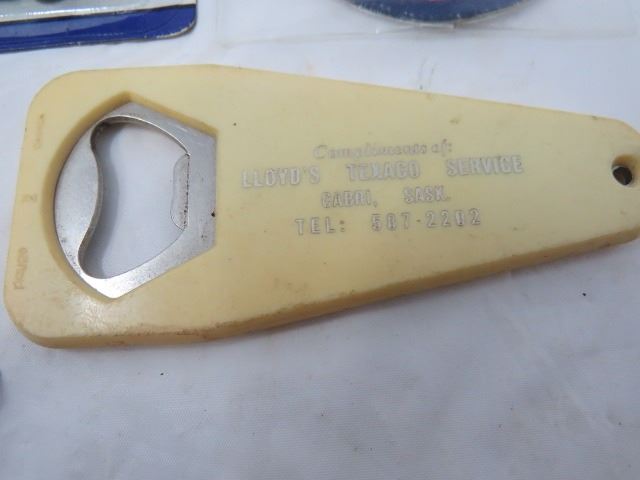 Compliments of:
LLOYD'S TEXACO SERVICE
CABRI, SASK.
TEL: 587-2202